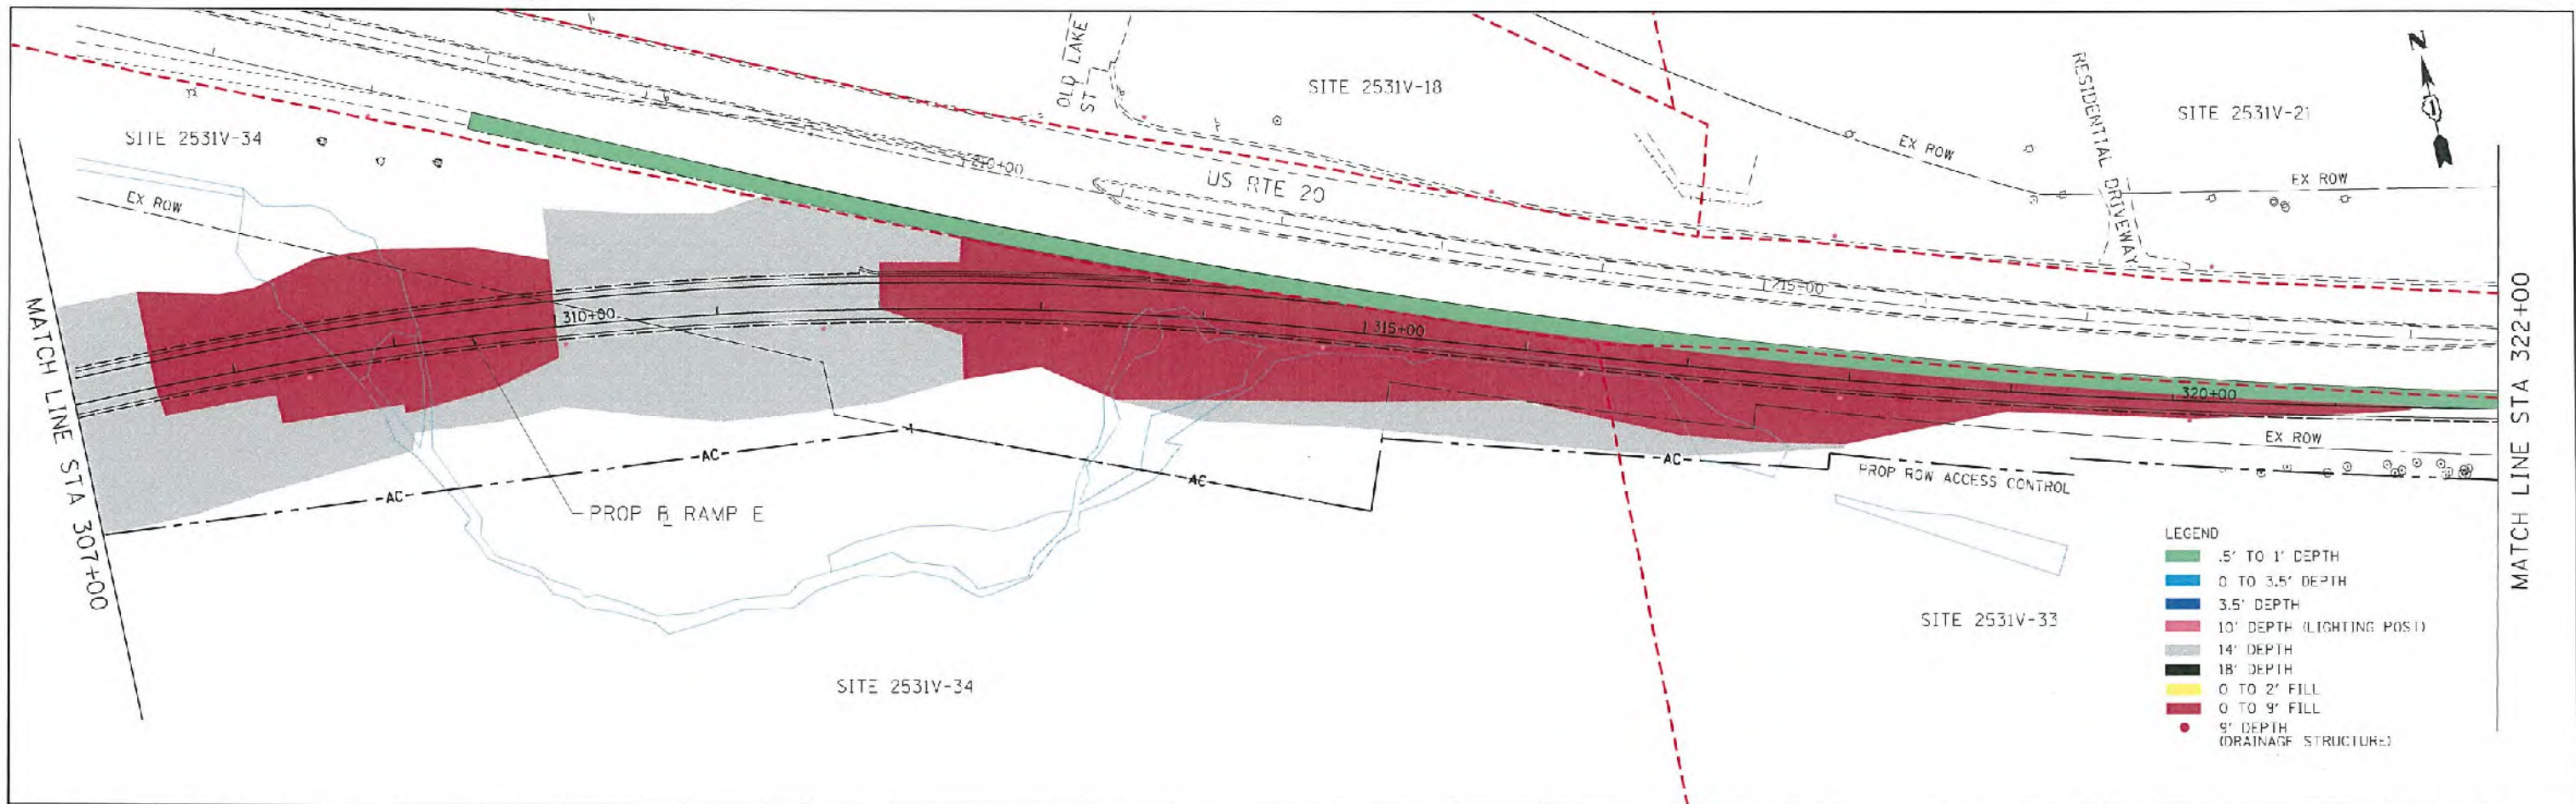 OLD LAKE
ST
SITE 2531V-18
RESIDENTIAL DRIVEWAY
SITE 2531V-21
N
SITE 2531V-34
EX ROW
EX ROW
EX ROW
210+00
US RTE 20
215+00
310+00
315+00
320+00
MATCH LINE STA 307+00
MATCH LINE STA 322+00
EX ROW
-AC-
-AC-
-AC-
-AC-
PROP ROW ACCESS CONTROL
PROP B RAMP E
SITE 2531V-33
SITE 2531V-34
LEGEND
.5' TO 1' DEPTH
0 TO 3.5' DEPTH
3.5' DEPTH
10' DEPTH (LIGHTING POST)
14' DEPTH
18' DEPTH
0 TO 2' FILL
0 TO 9' FILL
9' DEPTH
(DRAINAGE STRUCTURE)